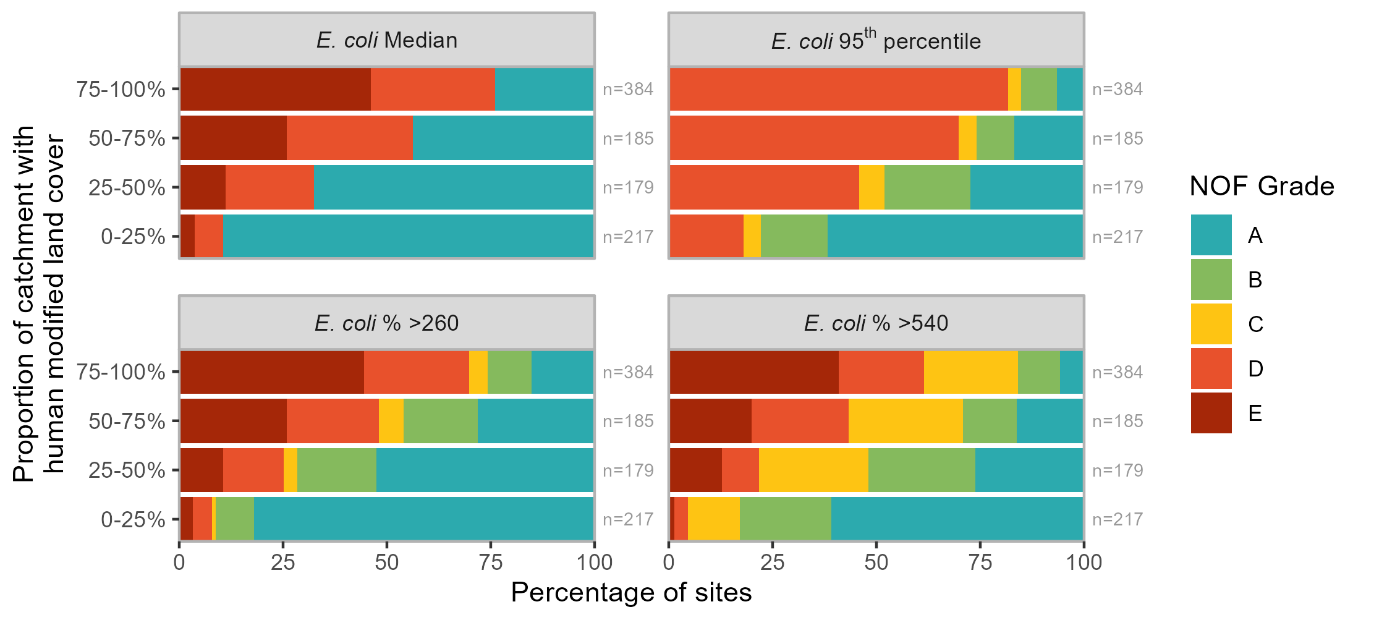 E. coli Median
E. coli 95th percentile
75-100%
n=384
n=384
50-75%
n=185
n=185
25-50%
n=179
n=179
0-25%
n=217
n=217
Proportion of catchment with
human modified land cover
NOF Grade
A
B
C
D
E
E. coli % >260
E. coli % >540
75-100%
n=384
n=384
50-75%
n=185
n=185
25-50%
n=179
n=179
0-25%
n=217
n=217
0 25 50 75 100
0 25 50 75 100
Percentage of sites